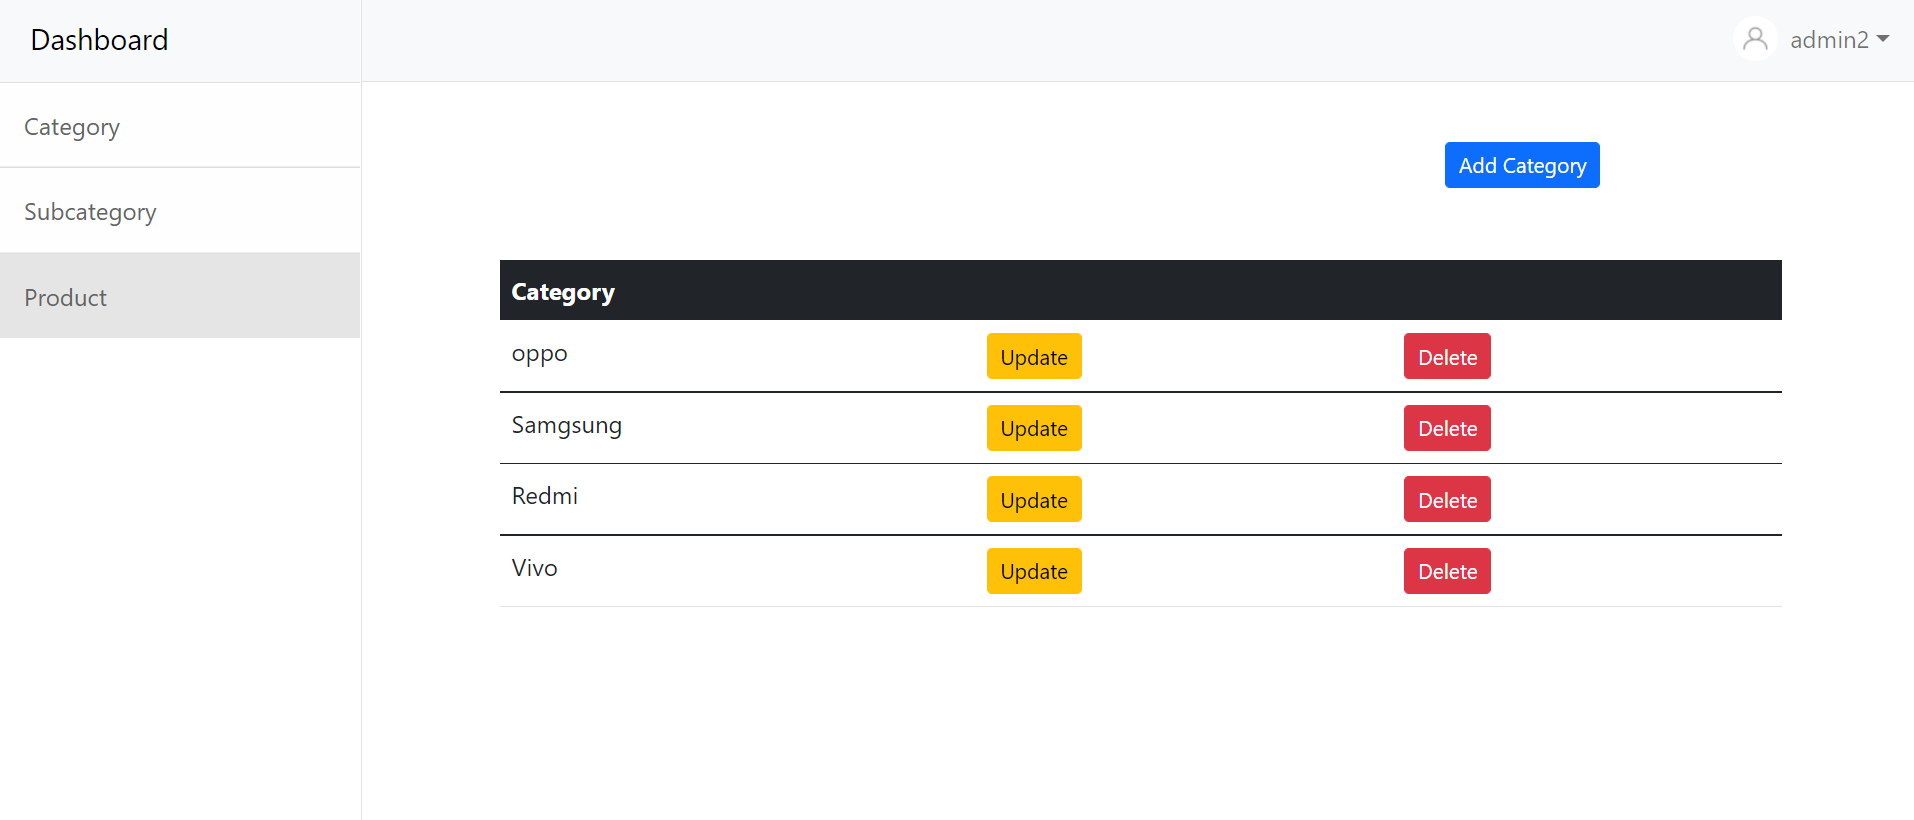 Dashboard
admin2
Category
Subcategory
Product
Add Category
Category
oppo Update Delete
Samgsung Update Delete
Redmi Update Delete
Vivo Update Delete